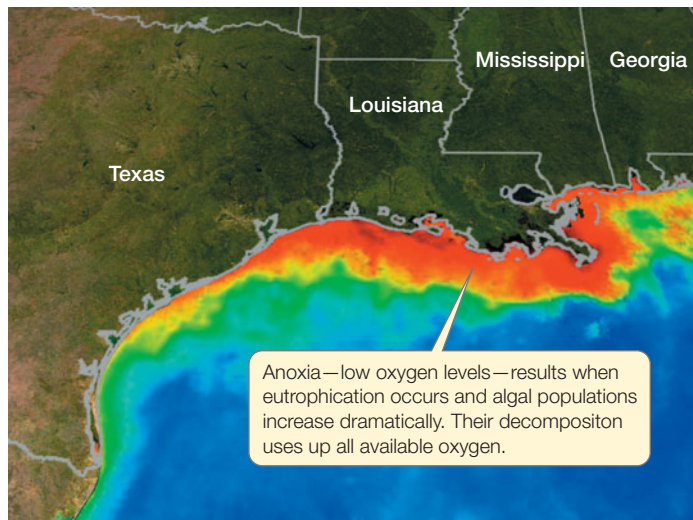 Mississippi Georgia
Louisiana
Texas
Anoxia—low oxygen levels—results when
eutrophication occurs and algal populations
increase dramatically. Their decompositon
uses up all available oxygen.